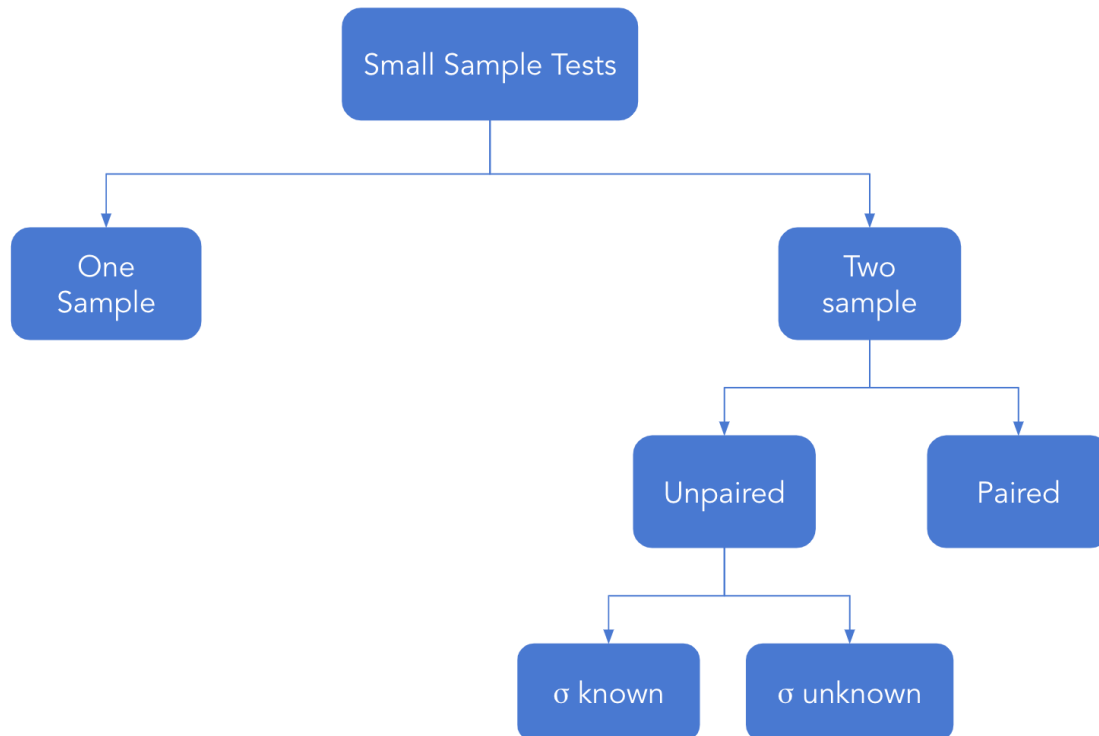 Small Sample Tests
One
Sample
Two
sample
Unpaired
Paired
σ known
σ unknown